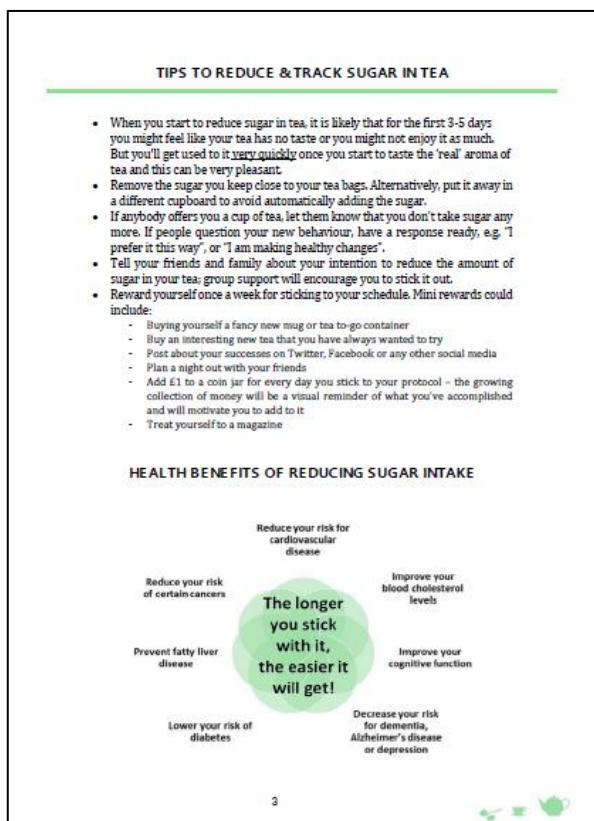 TIPS TO REDUCE & TRACK SUGAR IN TEA
• When you start to reduce sugar in tea, it is likely that for the first 3-5 days
you might feel like your tea has no taste or you might not enjoy it as much.
But you'll get used to it very quickly once you start to taste the 'real' aroma of
tea and this can be very pleasant.
• Remove the sugar you keep close to your tea bags. Alternatively, put it away in
a different cupboard to avoid automatically adding the sugar.
• If anybody offers you a cup of tea, let them know that you don't take sugar any
more. If people question your new behaviour, have a response ready, e.g. "I
prefer it this way", or "I am making healthy changes".
• Tell your friends and family about your intention to reduce the amount of
sugar in your tea; group support will encourage you to stick it out.
• Reward yourself once a week for sticking to your schedule. Mini rewards could
include:
- Buying yourself a fancy new mug or tea to-go container
- Buy an interesting new tea that you have always wanted to try
- Post about your successes on Twitter, Facebook or any other social media
- Plan a night out with your friends
- Add £1 to a coin jar for every day you stick to your protocol – the growing
collection of money will be a visual reminder of what you've accomplished
and will motivate you to add to it
- Treat yourself to a magazine
HEALTH BENEFITS OF REDUCING SUGAR INTAKE
Reduce your risk for
cardiovascular
disease
Improve your
blood cholesterol
levels
Improve your
cognitive function
Decrease your risk
for dementia,
Alzheimer's disease
or depression
Lower your risk of
diabetes
Prevent fatty liver
disease
Reduce your risk
of certain cancers
The longer
you stick
with it,
the easier it
will get!
3